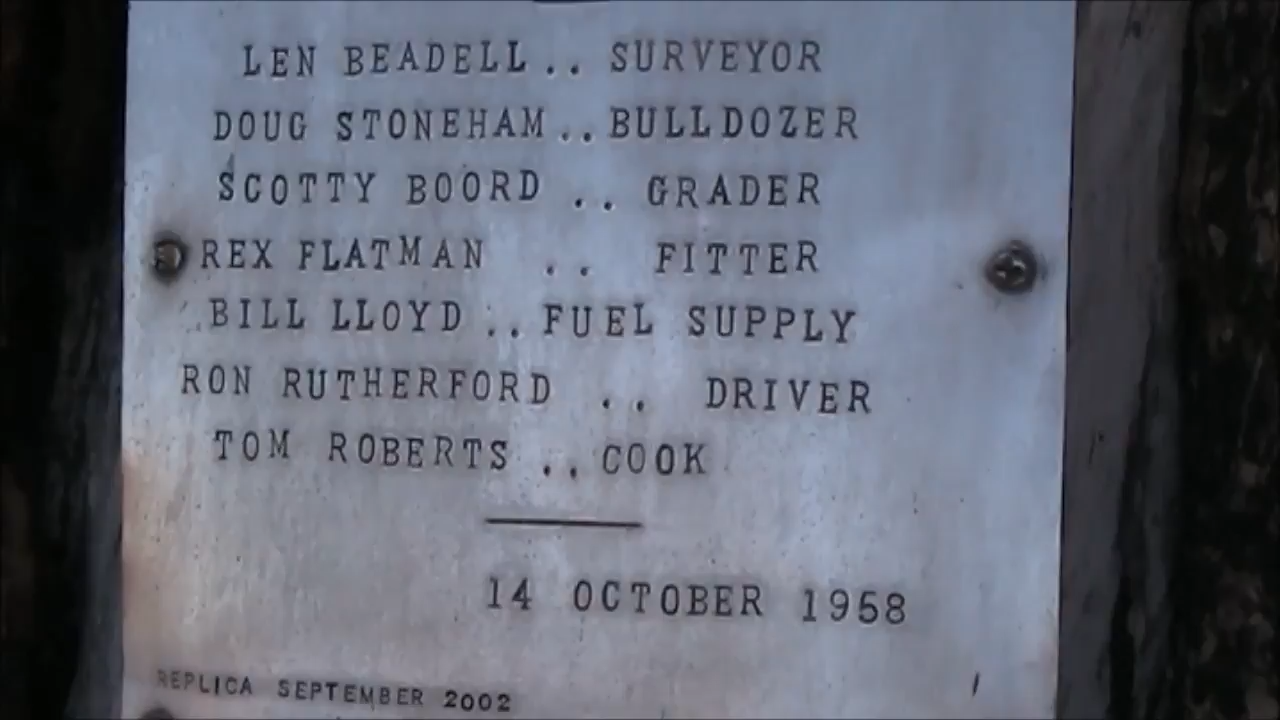 LEN BEADELL .. SURVEYOR
DOUG STONEHAM .. BULLDOZER
SCOTTY BOORD .. GRADER
REX FLATMAN .. FITTER
BILL LLOYD .. FUEL SUPPLY
RON RUTHERFORD .. DRIVER
TOM ROBERTS .. COOK
14 OCTOBER 1958
REPLICA SEPTEMBER 2002